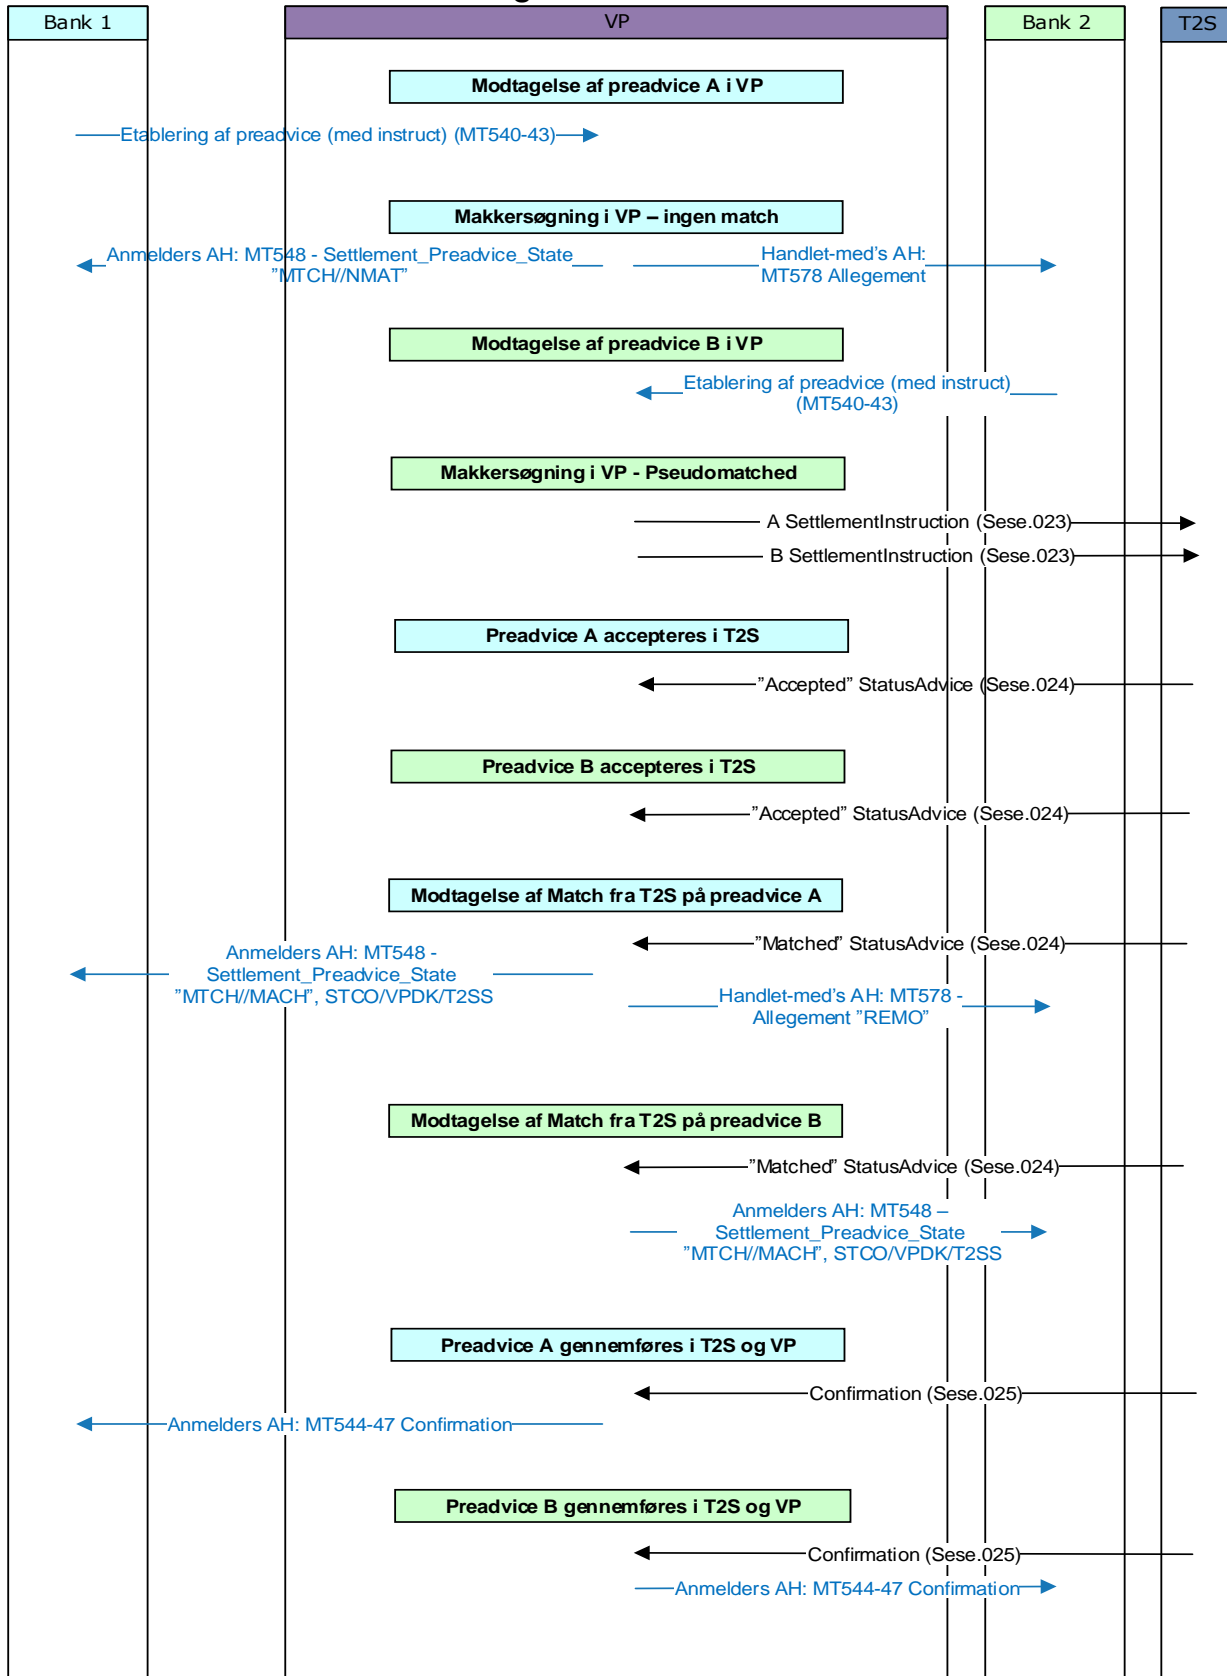 Bank 1
VP
Bank 2
T2S
Modtagelse af preadvice A i VP
Etablering af preadvice (med instruct) (MT540-43)
Makkersøgning i VP – ingen match
Anmelders AH: MT548 - Settlement_Preadvice_State
"MTCH//NMAT"
Handlet-med's AH:
MT578 Allegement
Modtagelse af preadvice B i VP
Etablering af preadvice (med instruct)
(MT540-43)
Makkersøgning i VP - Pseudomatched
A SettlementInstruction (Sese.023)
B SettlementInstruction (Sese.023)
Preadvice A accepteres i T2S
"Accepted" StatusAdvice (Sese.024)
Preadvice B accepteres i T2S
"Accepted" StatusAdvice (Sese.024)
Modtagelse af Match fra T2S på preadvice A
"Matched" StatusAdvice (Sese.024)
Anmelders AH: MT548 -
Settlement_Preadvice_State
"MTCH//MACH", STCO/VPDK/T2SS
Handlet-med's AH: MT578 -
Allegement "REMO"
Modtagelse af Match fra T2S på preadvice B
"Matched" StatusAdvice (Sese.024)
Anmelders AH: MT548 –
Settlement_Preadvice_State
"MTCH//MACH", STCO/VPDK/T2SS
Preadvice A gennemføres i T2S og VP
Confirmation (Sese.025)
Anmelders AH: MT544-47 Confirmation
Preadvice B gennemføres i T2S og VP
Confirmation (Sese.025)
Anmelders AH: MT544-47 Confirmation